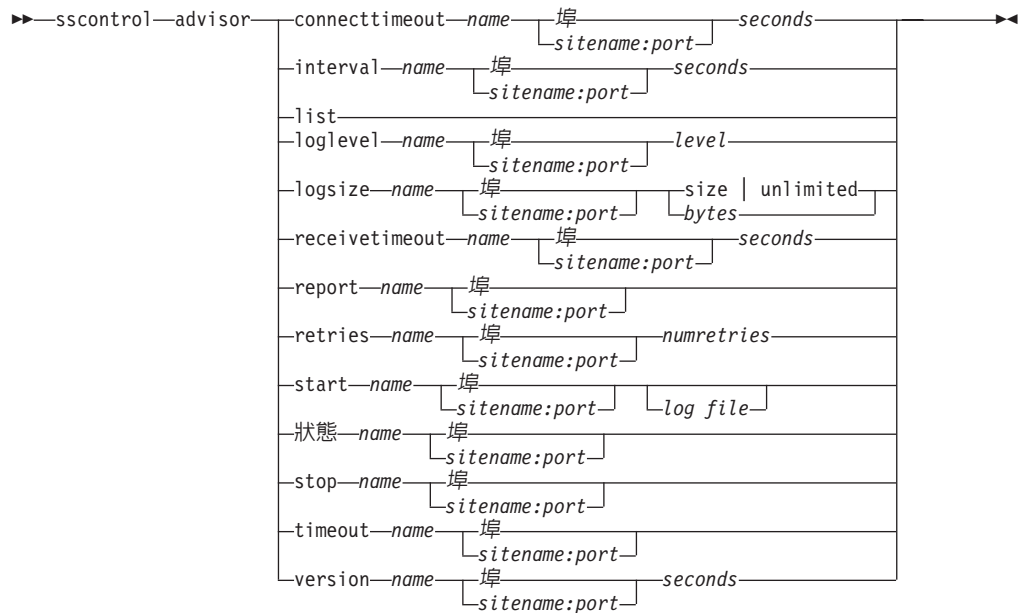 sscontrol advisor connecttimeout name 埠 seconds
sitename:port
interval name 埠 seconds
sitename:port
list
loglevel name 埠 level
sitename:port
logsize name 埠 size | unlimited
sitename:port bytes
receivetimeout name 埠 seconds
sitename:port
report name 埠
sitename:port
retries name 埠 numretries
sitename:port
start name 埠
sitename:port log file
狀態 name 埠
sitename:port
stop name 埠
sitename:port
timeout name 埠
sitename:port
version name 埠 seconds
sitename:port